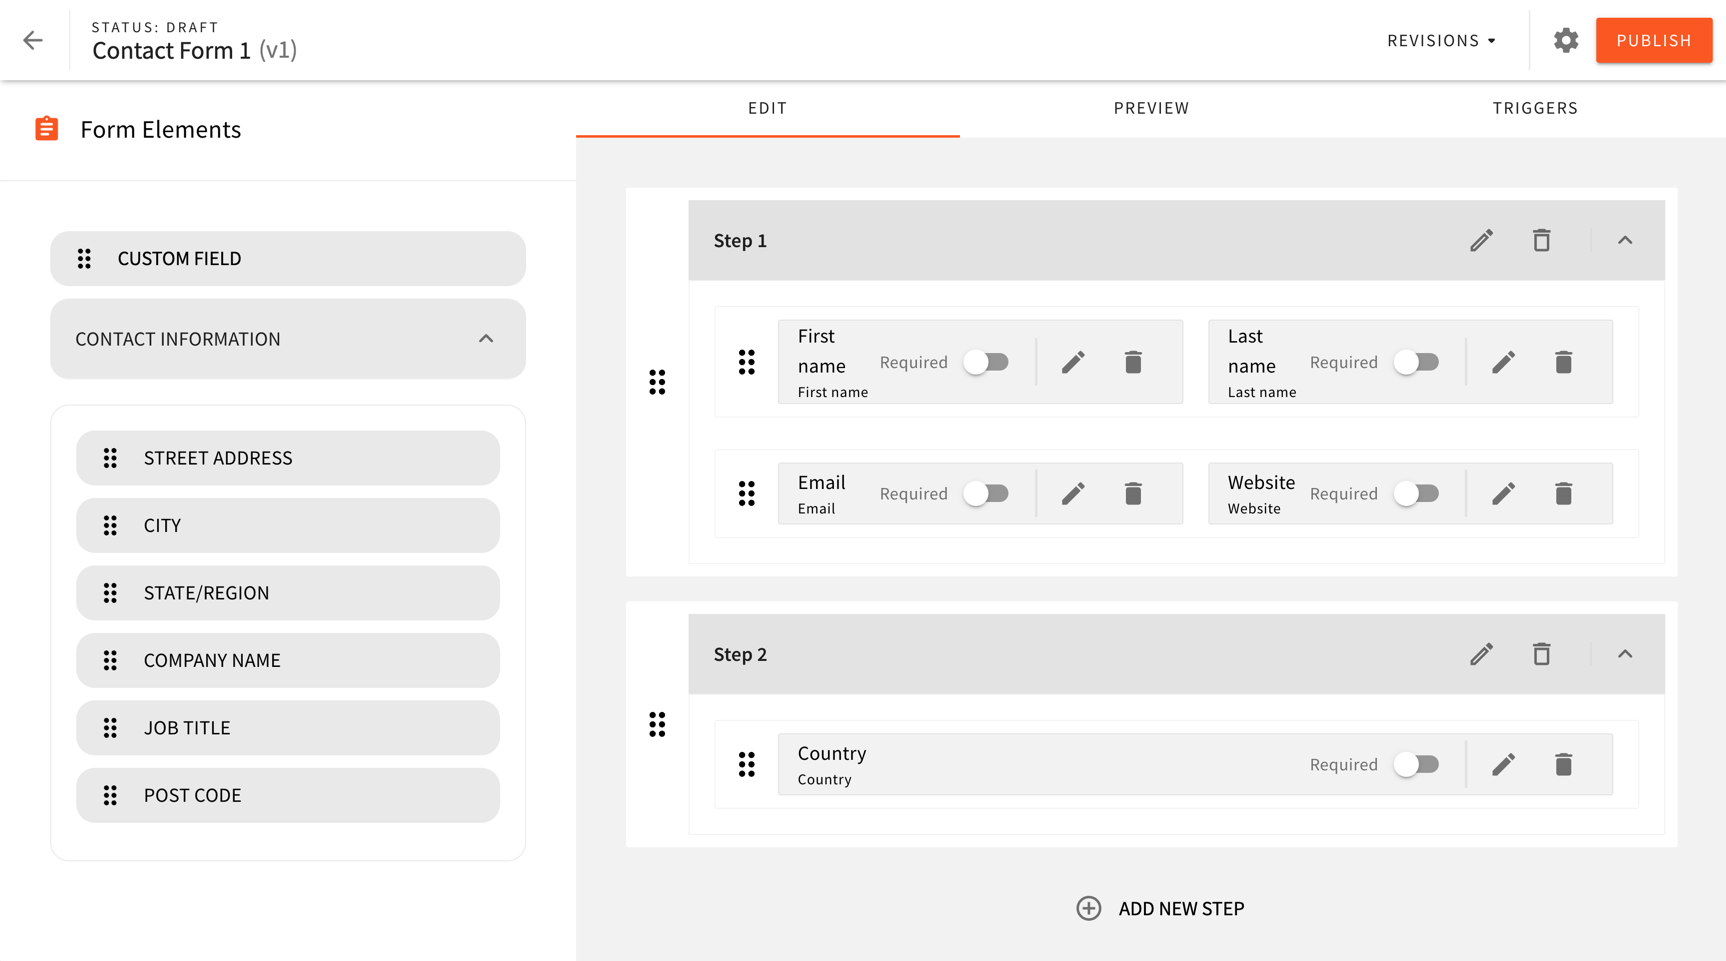 STATUS: DRAFT
Contact Form 1 (v1)
REVISIONS
PUBLISH
Form Elements
EDIT
PREVIEW
TRIGGERS
CUSTOM FIELD
CONTACT INFORMATION
STREET ADDRESS
CITY
STATE/REGION
COMPANY NAME
JOB TITLE
POST CODE
Step 1
First
name
First name
Required
Last
name
Last name
Required
Email
Email
Required
Website
Website
Required
Step 2
Country
Country
Required
ADD NEW STEP